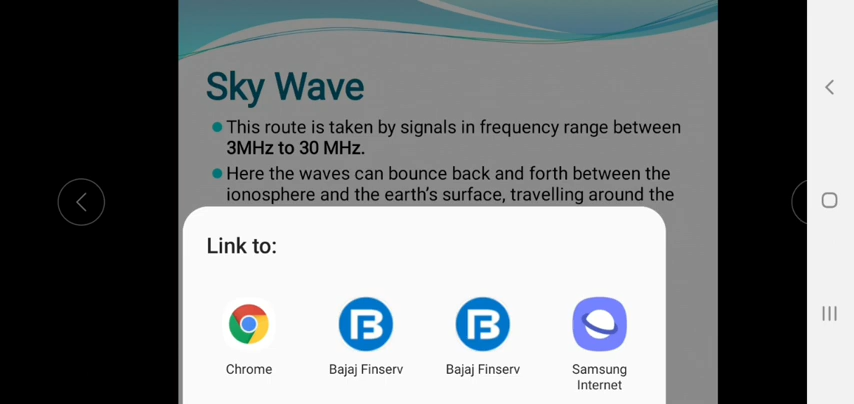 Sky Wave
This route is taken by signals in frequency range between
3MHz to 30 MHz.
Here the waves can bounce back and forth between the
ionosphere and the earth's surface, travelling around the
Link to:
Chrome
Bajaj Finserv
Bajaj Finserv
Samsung
Internet